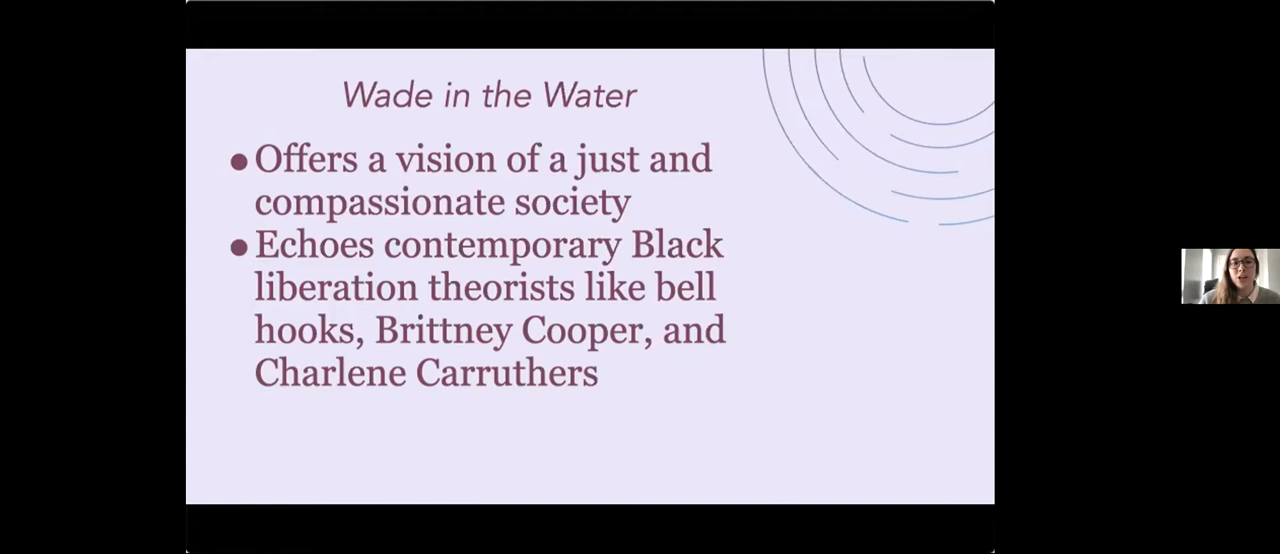 Wade in the Water
● Offers a vision of a just and
compassionate society
● Echoes contemporary Black
liberation theorists like bell
hooks, Brittney Cooper, and
Charlene Carruthers